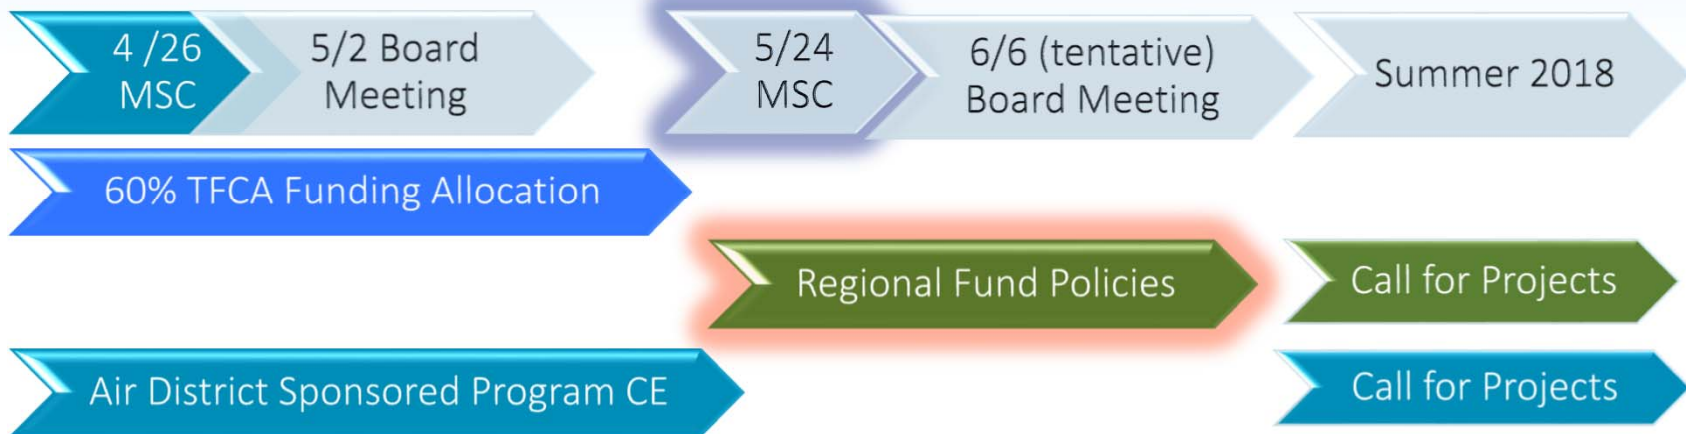 4 /26
MSC
5/2 Board
Meeting
5/24
MSC
6/6 (tentative)
Board Meeting
Summer 2018
60% TFCA Funding Allocation
Regional Fund Policies
Call for Projects
Air District Sponsored Program CE
Call for Projects